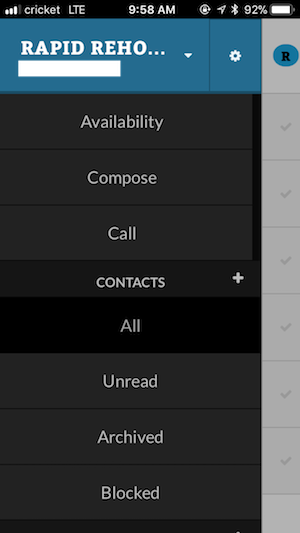 cricket LTE 9:58 AM 92%
RAPID REHO...
R
Availability
Compose
Call
CONTACTS +
All
Unread
Archived
Blocked